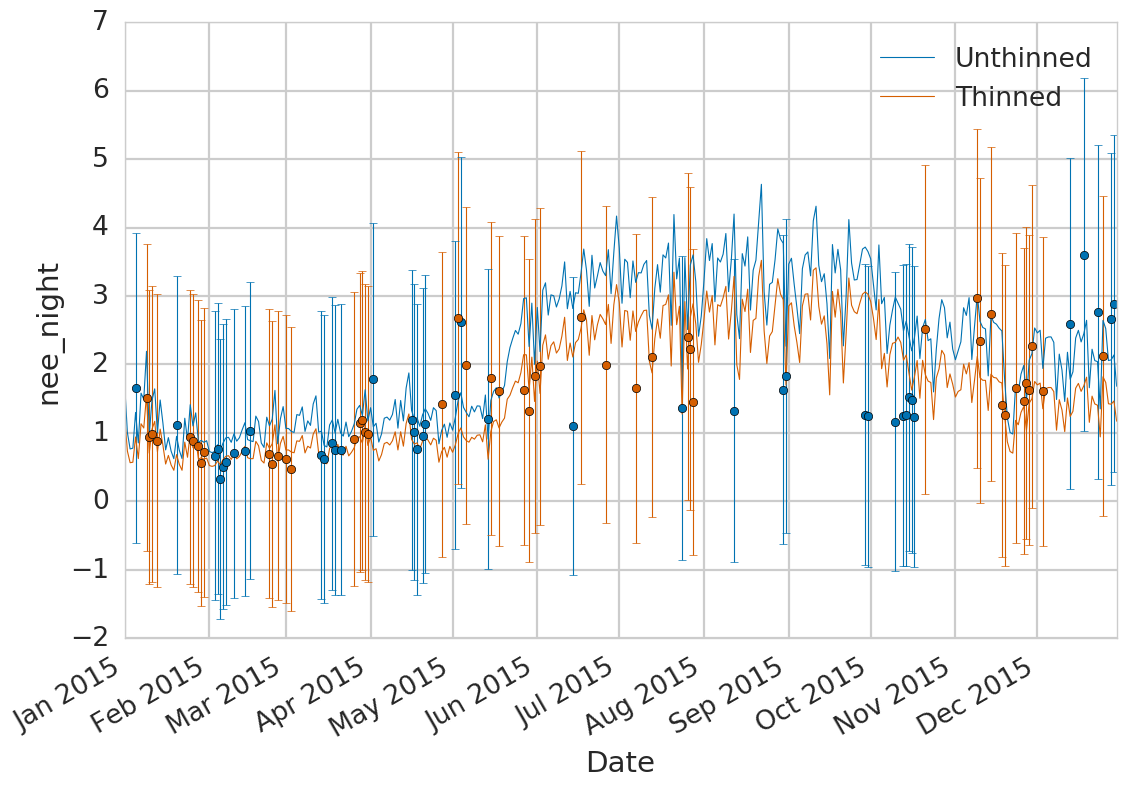 7
6
5
4
3
2
1
0
−1
−2
nee_night
Unthinned
Thinned
Jan 2015
Feb 2015
Mar 2015
Apr 2015
May 2015
Jun 2015
Jul 2015
Aug 2015
Sep 2015
Oct 2015
Nov 2015
Dec 2015
Date